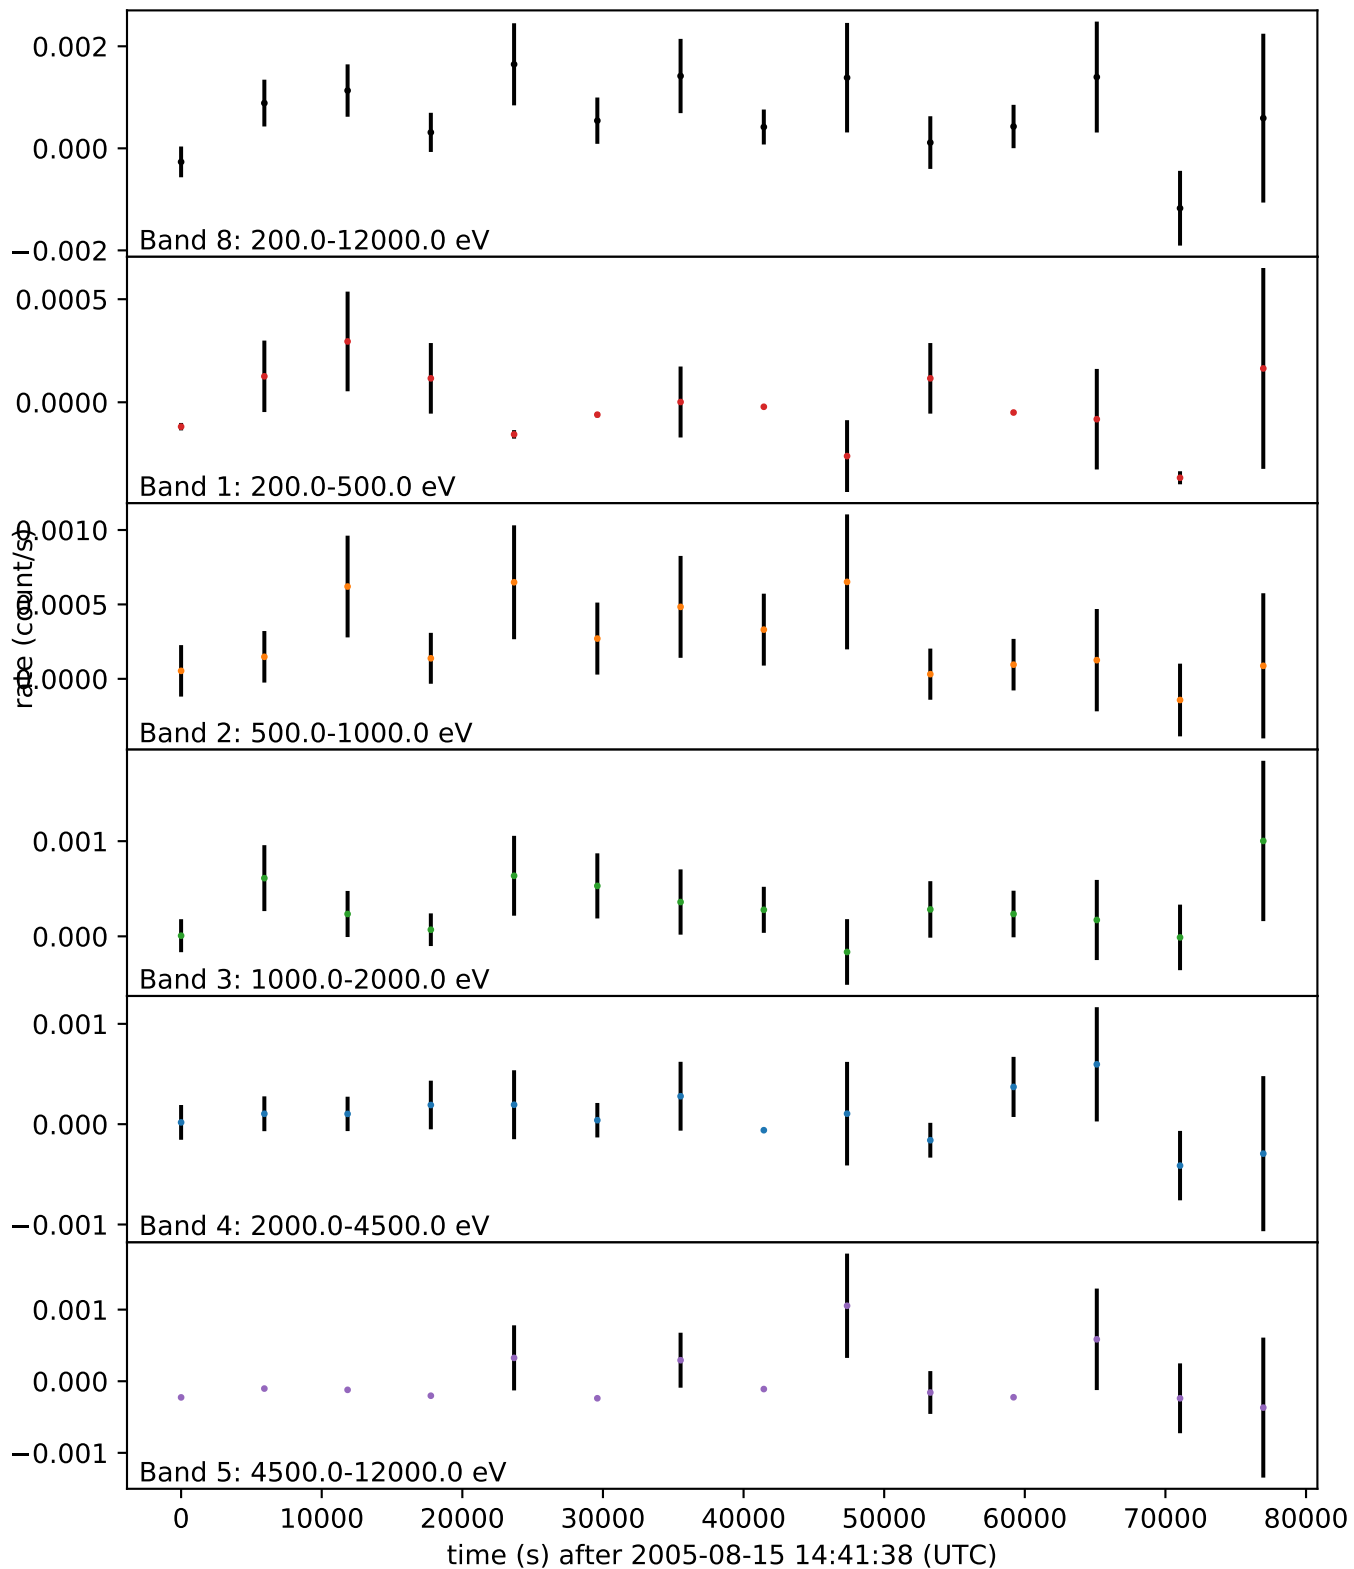 0.002
0.000
−0.002
Band 8: 200.0-12000.0 eV
0.0005
0.0000
Band 1: 200.0-500.0 eV
rate (count/s)
0.0010
0.0005
0.0000
Band 2: 500.0-1000.0 eV
0.001
0.000
Band 3: 1000.0-2000.0 eV
0.001
0.000
−0.001
Band 4: 2000.0-4500.0 eV
0.001
0.000
−0.001
Band 5: 4500.0-12000.0 eV
0 10000 20000 30000 40000 50000 60000 70000 80000
time (s) after 2005-08-15 14:41:38 (UTC)